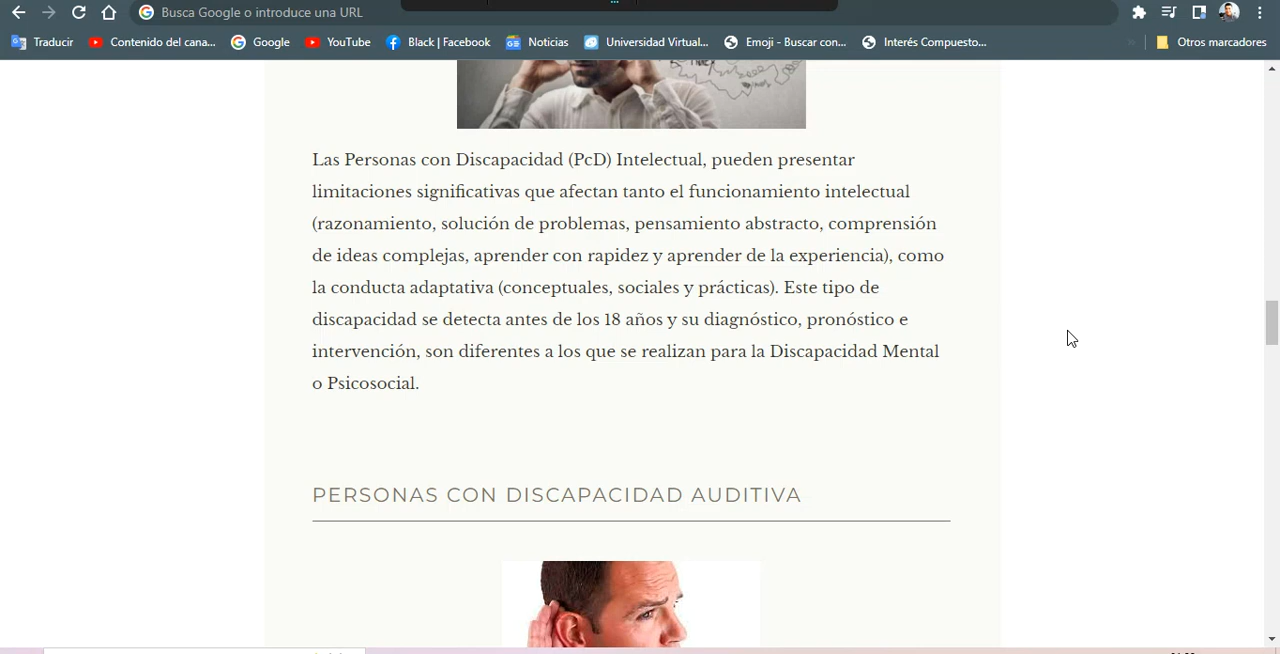 Busca Google o introduce una URL
Traducir
Contenido del cana...
Google
YouTube
Black | Facebook
Noticias
Universidad Virtual...
Emoji - Buscar con...
Interés Compuesto...
»
Otros marcadores
Las Personas con Discapacidad (PcD) Intelectual, pueden presentar
limitaciones significativas que afectan tanto el funcionamiento intelectual
(razonamiento, solución de problemas, pensamiento abstracto, comprensión
de ideas complejas, aprender con rapidez y aprender de la experiencia), como
la conducta adaptativa (conceptuales, sociales y prácticas). Este tipo de
discapacidad se detecta antes de los 18 años y su diagnóstico, pronóstico e
intervención, son diferentes a los que se realizan para la Discapacidad Mental
o Psicosocial.
PERSONAS CON DISCAPACIDAD AUDITIVA